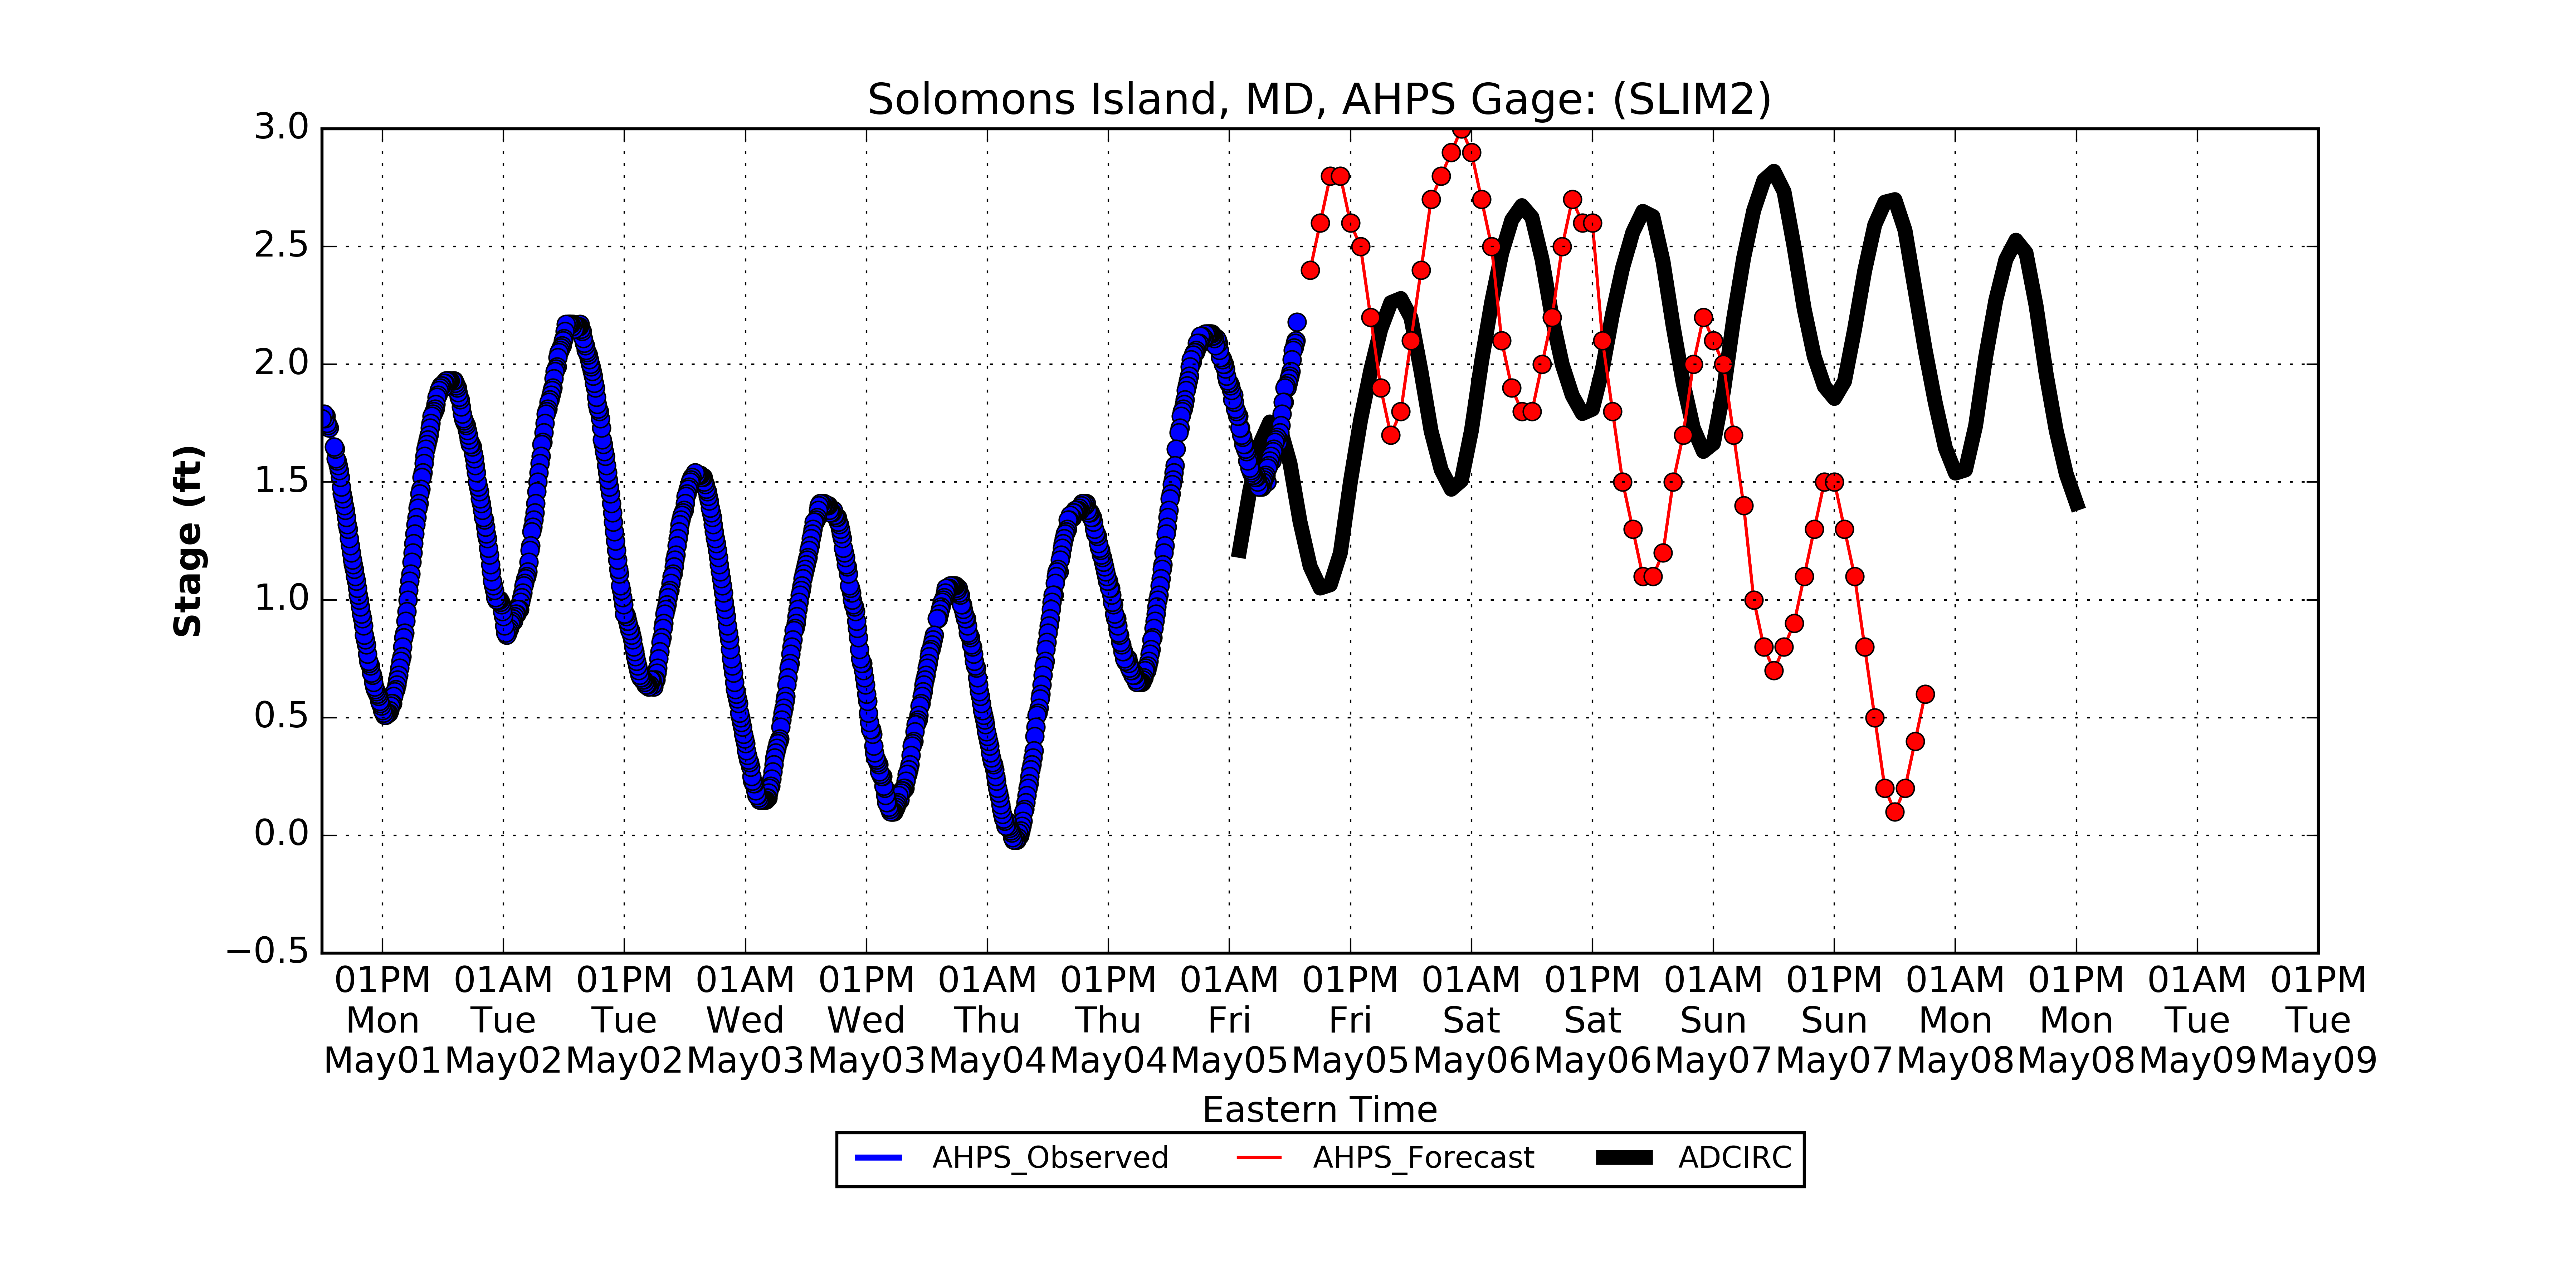 Solomons Island, MD, AHPS Gage: (SLIM2)
3.0
2.5
2.0
1.5
1.0
0.5
0.0
−0.5
Stage (ft)
01PM 01AM 01PM 01AM 01PM 01AM 01PM 01AM 01PM 01AM 01PM 01AM 01PM 01AM 01PM 01AM 01PM
Mon Tue Tue Wed Wed Thu Thu Fri Fri Sat Sat Sun Sun Mon Mon Tue Tue
May01 May02 May02 May03 May03 May04 May04 May05 May05 May06 May06 May07 May07 May08 May08 May09 May09
Eastern Time
AHPS_Observed AHPS_Forecast ADCIRC